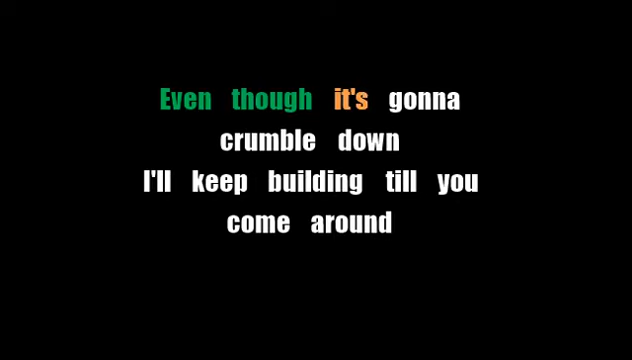 Even though it's gonna
crumble down
I'll keep building till you
come around